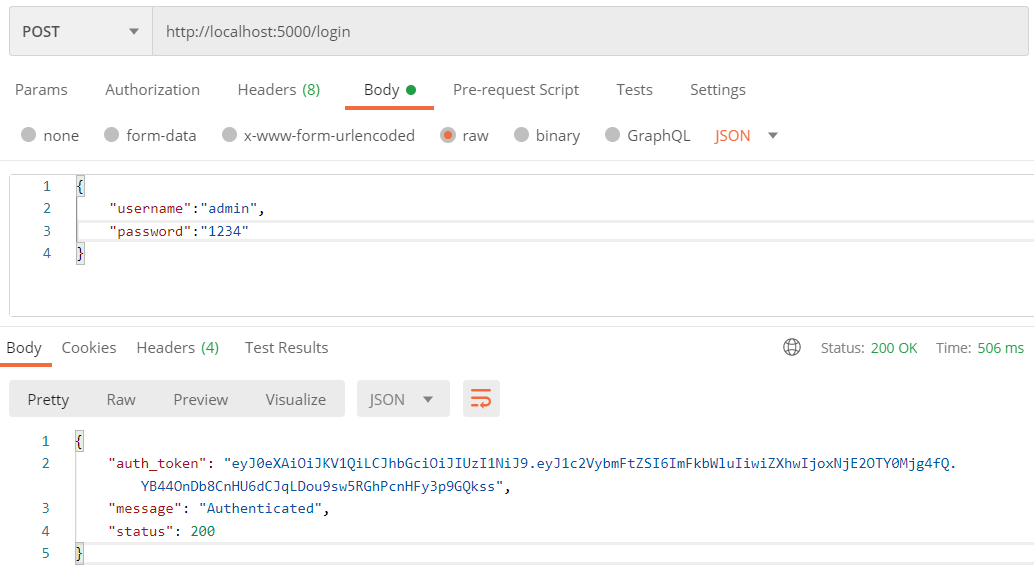 POST http://localhost:5000/login
Params Authorization Headers (8) Body Pre-request Script Tests Settings
none form-data x-www-form-urlencoded raw binary GraphQL JSON
1 {
2 "username":"admin",
3 "password":"1234"
4 }
Body Cookies Headers (4) Test Results Status: 200 OK Time: 506 ms
Pretty Raw Preview Visualize JSON
1 {
2 "auth_token": "eyJ0eXAiOiJKV1QiLCJhbGciOiJIUzI1NiJ9.eyJ1c2VybmFtZSI6ImFkbWluIiwiZXhwIjoxNjE2OTY0Mjg4fQ.
YB44OnDb8CnHU6dCJqLDou9sw5RGhPcnHFy3p9GQkss",
3 "message": "Authenticated",
4 "status": 200
5 }